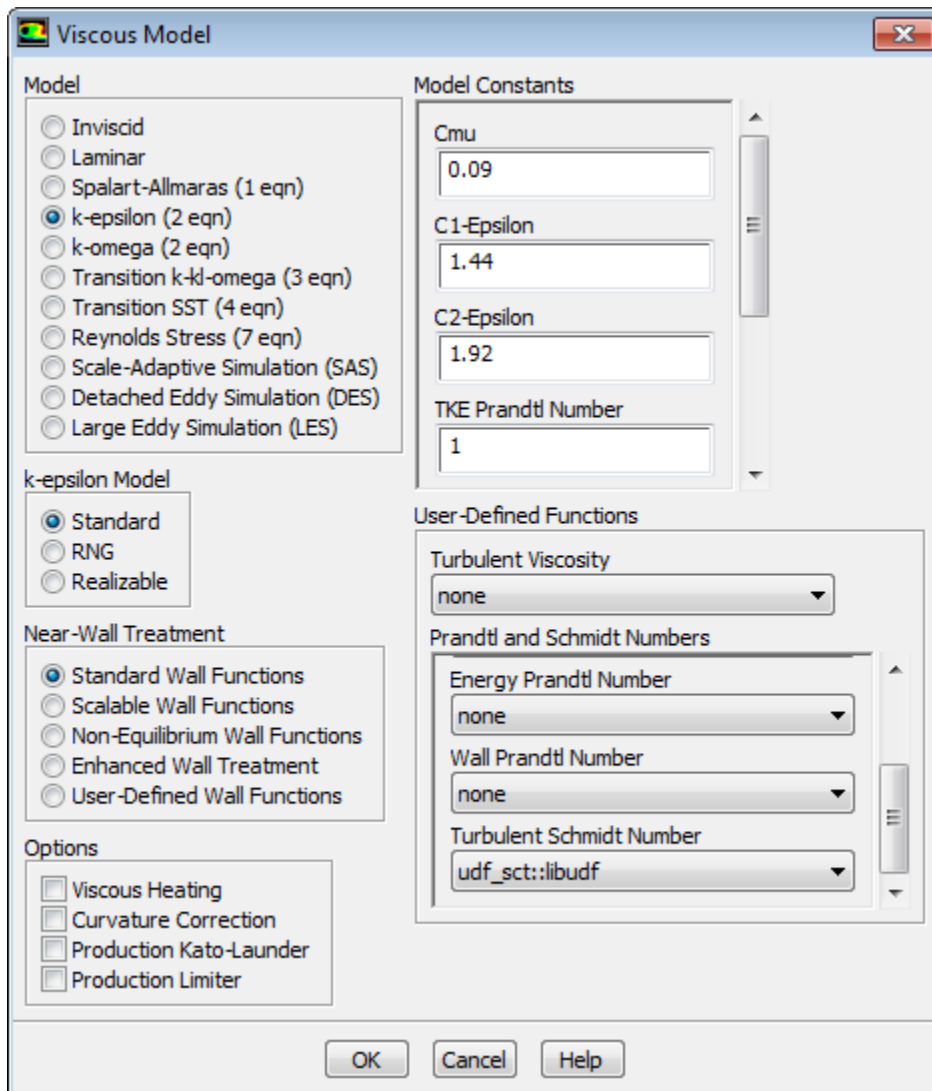 Viscous Model
Model
Inviscid
Laminar
Spalart-Allmaras (1 eqn)
k-epsilon (2 eqn)
k-omega (2 eqn)
Transition k-kl-omega (3 eqn)
Transition SST (4 eqn)
Reynolds Stress (7 eqn)
Scale-Adaptive Simulation (SAS)
Detached Eddy Simulation (DES)
Large Eddy Simulation (LES)
k-epsilon Model
Standard
RNG
Realizable
Near-Wall Treatment
Standard Wall Functions
Scalable Wall Functions
Non-Equilibrium Wall Functions
Enhanced Wall Treatment
User-Defined Wall Functions
Options
Viscous Heating
Curvature Correction
Production Kato-Launder
Production Limiter
Model Constants
Cmu
0.09
C1-Epsilon
1.44
C2-Epsilon
1.92
TKE Prandtl Number
1
User-Defined Functions
Turbulent Viscosity
none
Prandtl and Schmidt Numbers
Energy Prandtl Number
none
Wall Prandtl Number
none
Turbulent Schmidt Number
udf_sct::libudf
OK
Cancel
Help